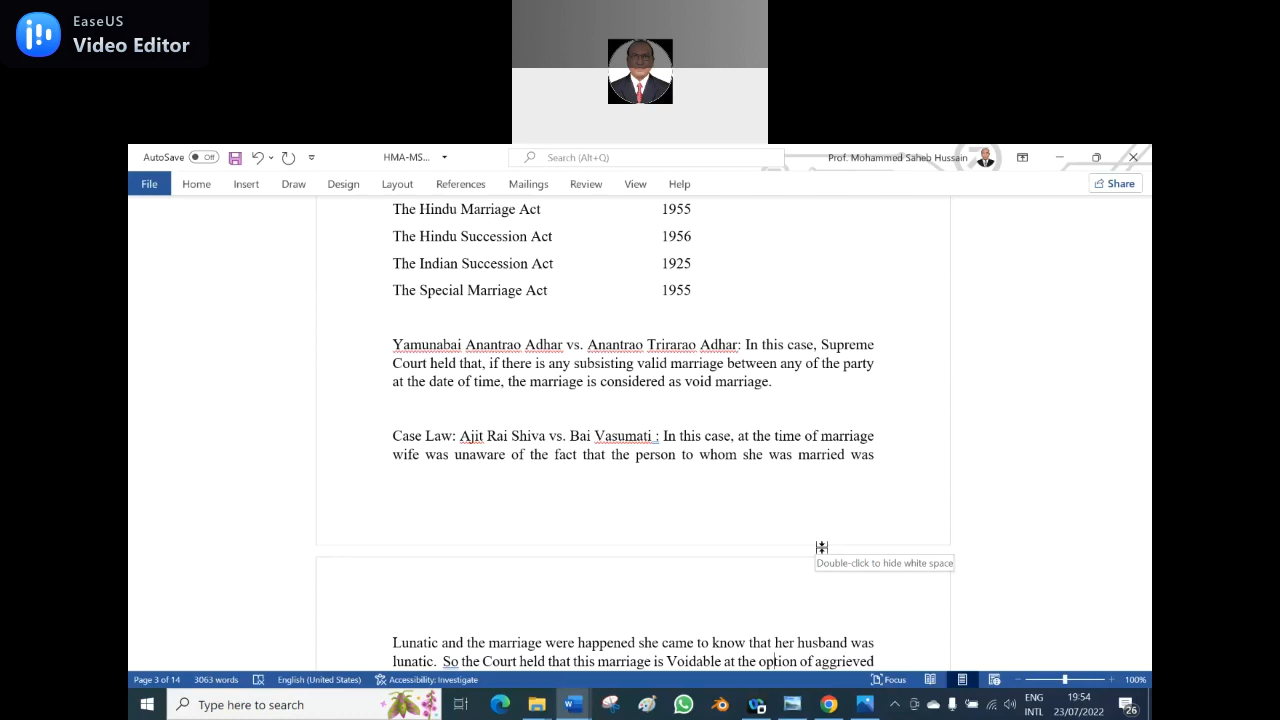 EaseUS
Video Editor
AutoSave Off HMA-MS... Search (Alt+Q) Prof. Mohammed Saheb Hussain
File Home Insert Draw Design Layout References Mailings Review View Help Share
The Hindu Marriage Act 1955
The Hindu Succession Act 1956
The Indian Succession Act 1925
The Special Marriage Act 1955
Yamunabai Anantrao Adhar vs. Anantrao Trirarao Adhar: In this case, Supreme
Court held that, if there is any subsisting valid marriage between any of the party
at the date of time, the marriage is considered as void marriage.
Case Law: Ajit Rai Shiva vs. Bai Vasumati : In this case, at the time of marriage
wife was unaware of the fact that the person to whom she was married was
Double-click to hide white space
Lunatic and the marriage were happened she came to know that her husband was
lunatic. So the Court held that this marriage is Voidable at the option of aggrieved
Page 3 of 14 3063 words English (United States) Accessibility: Investigate Focus 100%
Type here to search ENG 19:54
INTL 23/07/2022 26